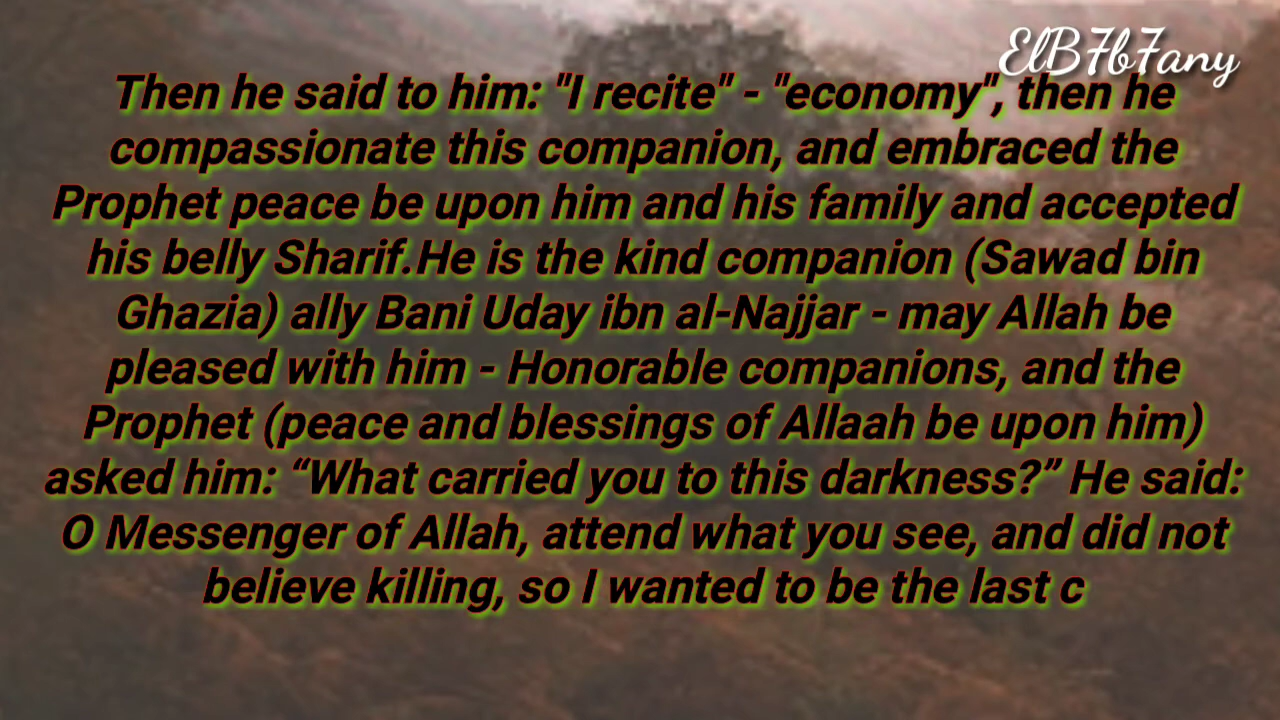 ElB7b7any
Then he said to him: "I recite" - "economy", then he
compassionate this companion, and embraced the
Prophet peace be upon him and his family and accepted
his belly Sharif.He is the kind companion (Sawad bin
Ghazia) ally Bani Uday ibn al-Najjar - may Allah be
pleased with him - Honorable companions, and the
Prophet (peace and blessings of Allaah be upon him)
asked him: “What carried you to this darkness?” He said:
O Messenger of Allah, attend what you see, and did not
believe killing, so I wanted to be the last c